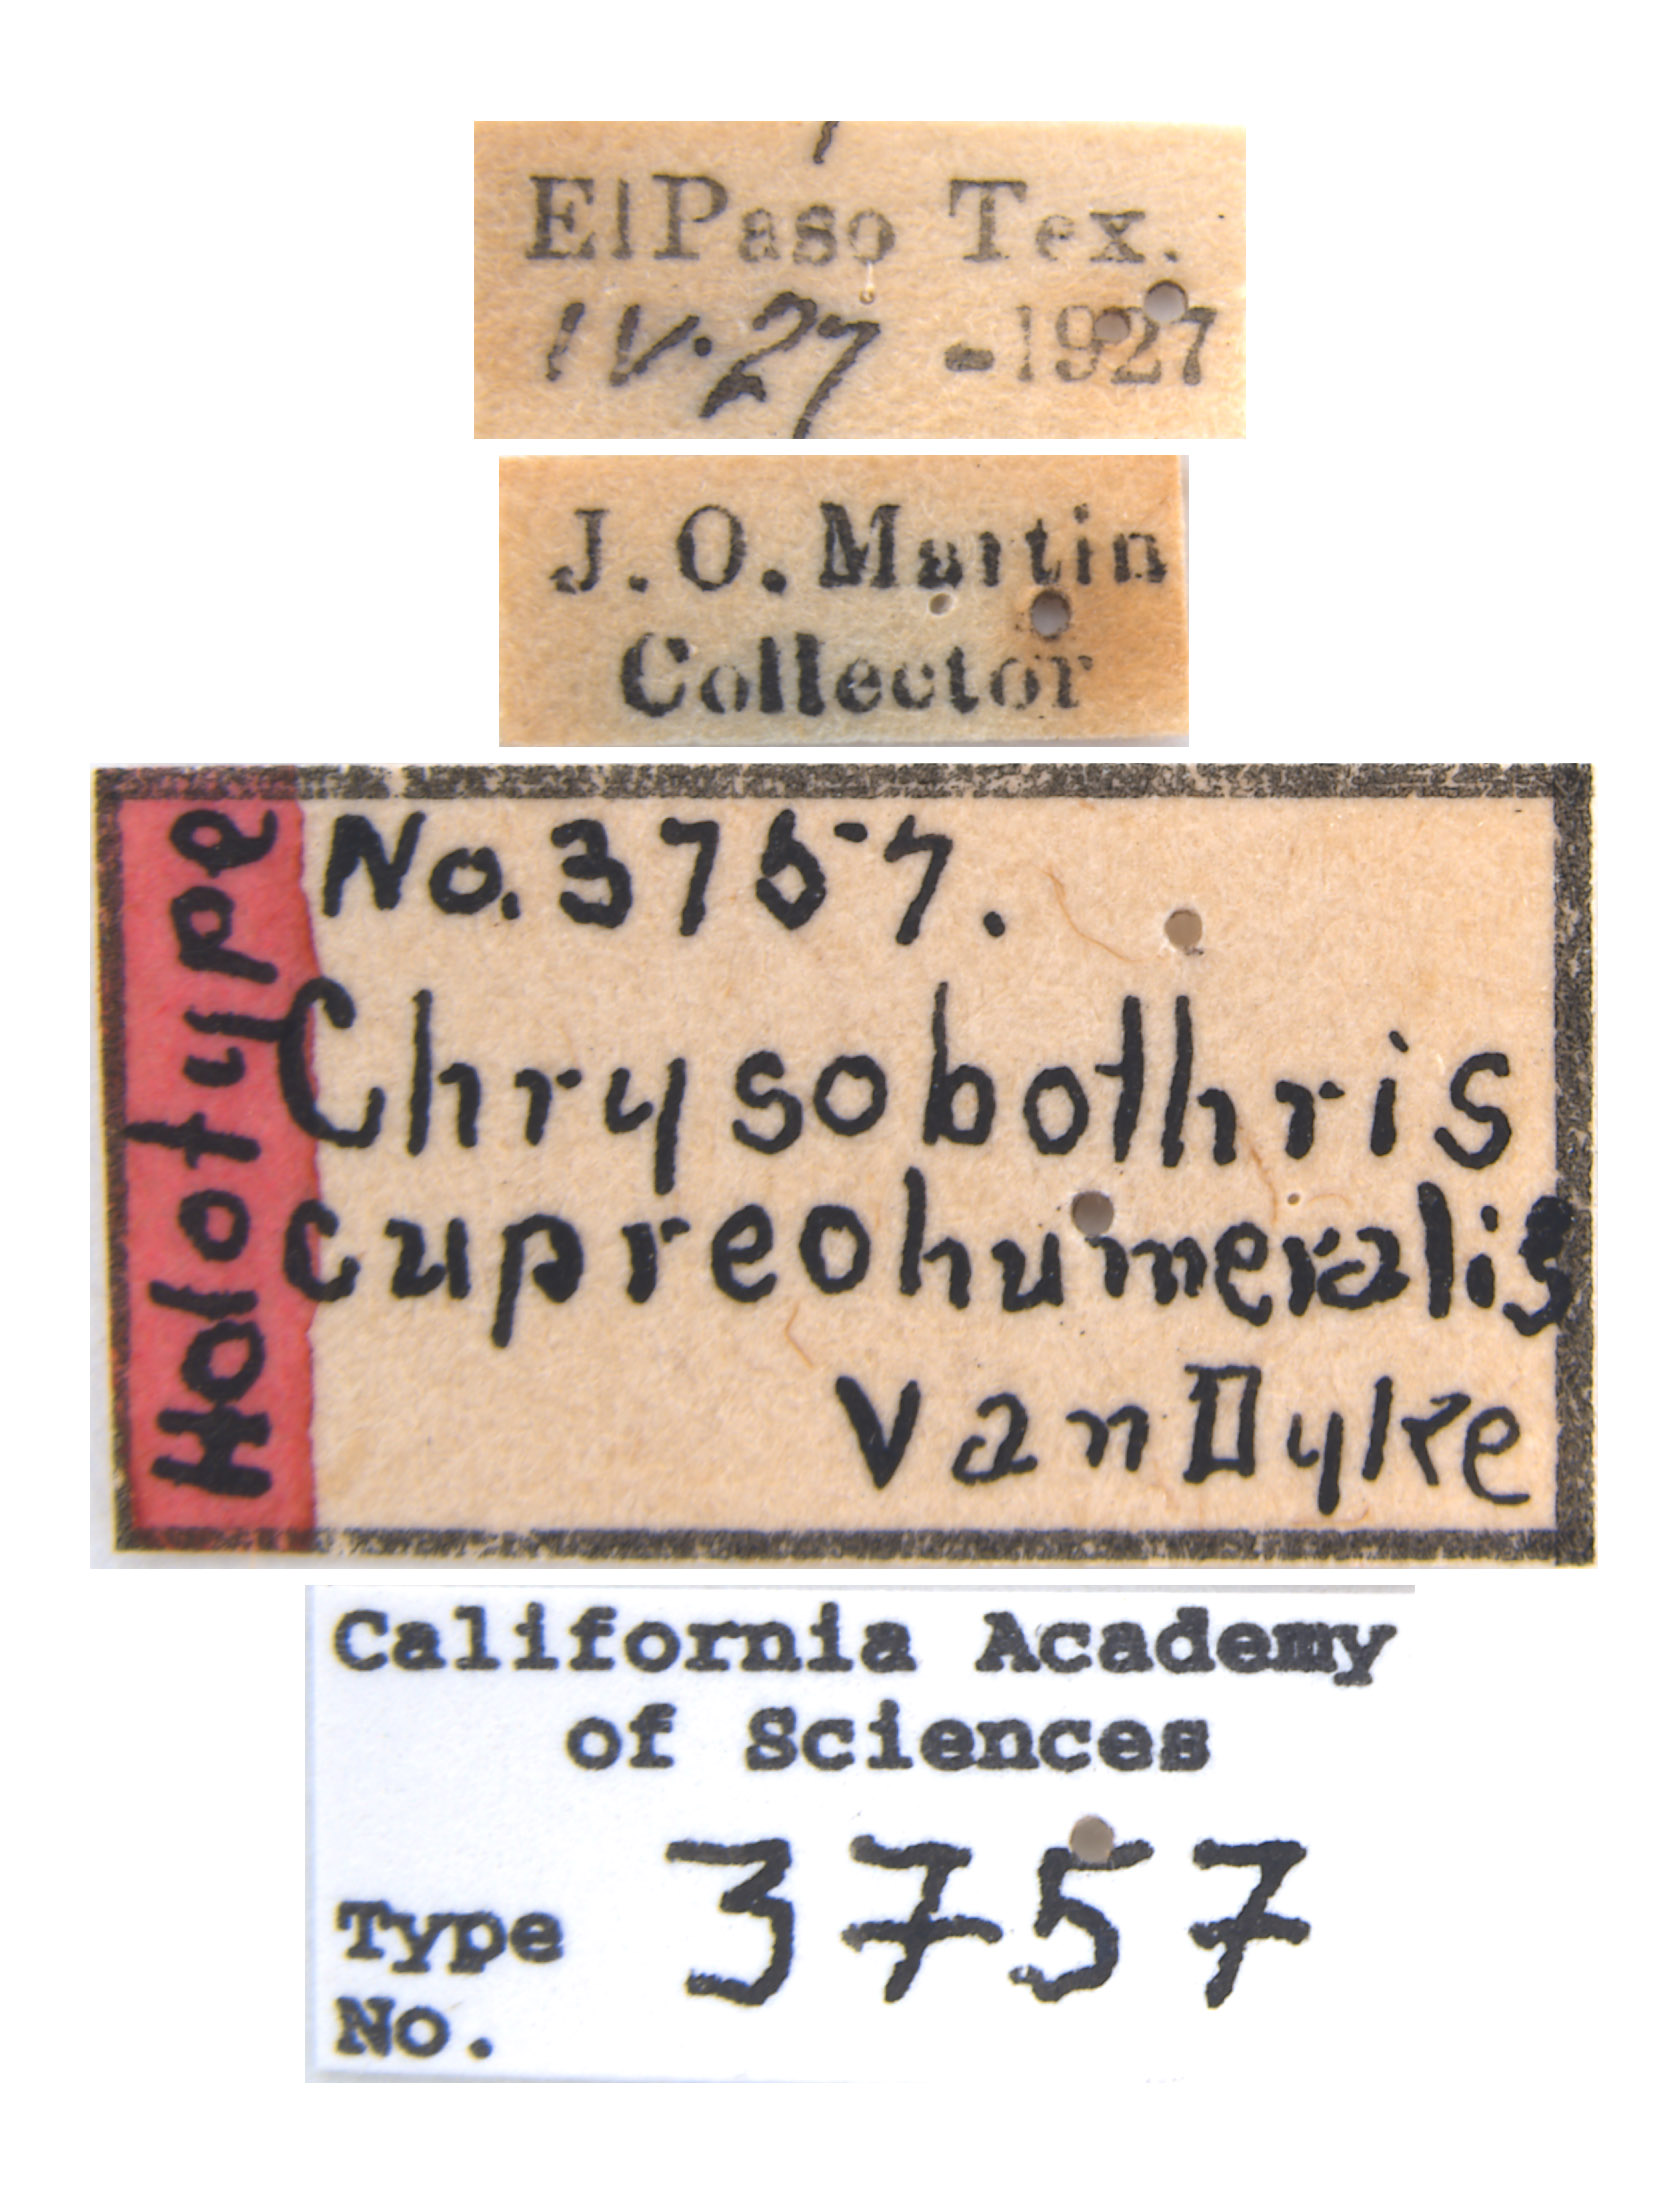 El Paso Tex.
IV.27 -1927
J. O. Martin
Collector
Holotype
No. 3757.
Chrysobothris
cupreohumeralis
Van Dyke
California Academy
of Sciences
Type
No. 3757